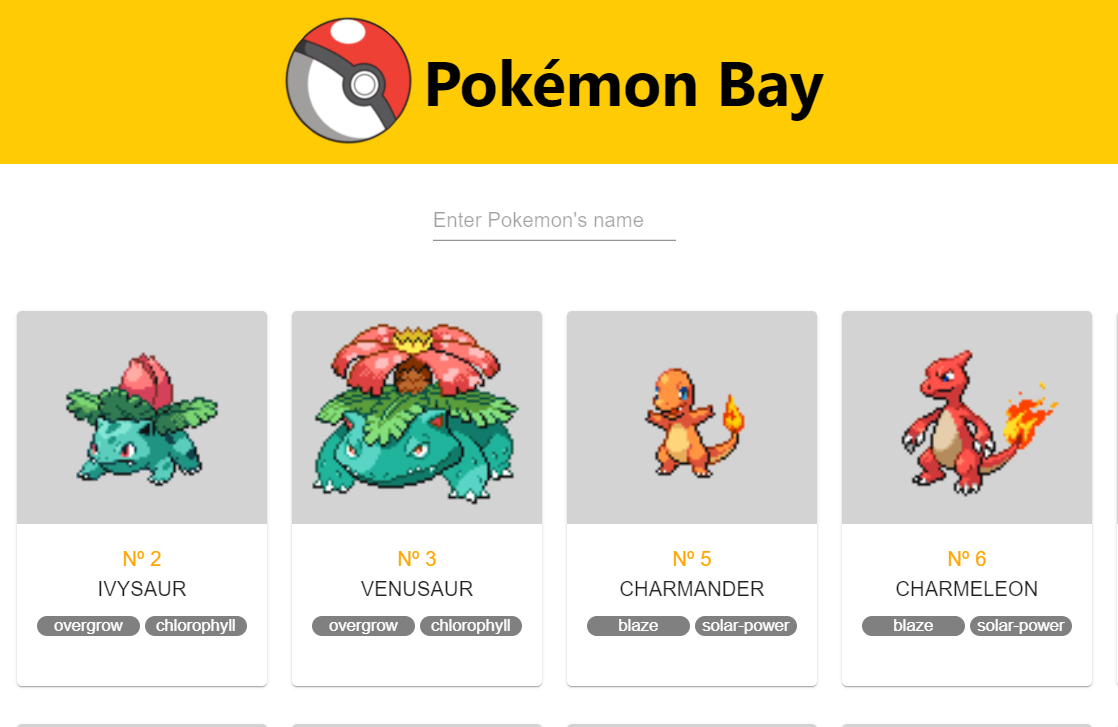 Pokémon Bay
Enter Pokemon's name
Nº 2
IVYSAUR
overgrow chlorophyll
Nº 3
VENUSAUR
overgrow chlorophyll
Nº 5
CHARMANDER
blaze solar-power
Nº 6
CHARMELEON
blaze solar-power